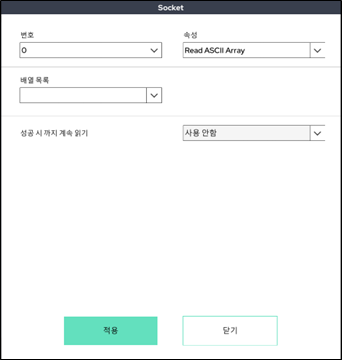 Socket
번호
속성
0
Read ASCII Array
배열 목록
성공 시 까지 계속 읽기
사용 안함
적용
닫기